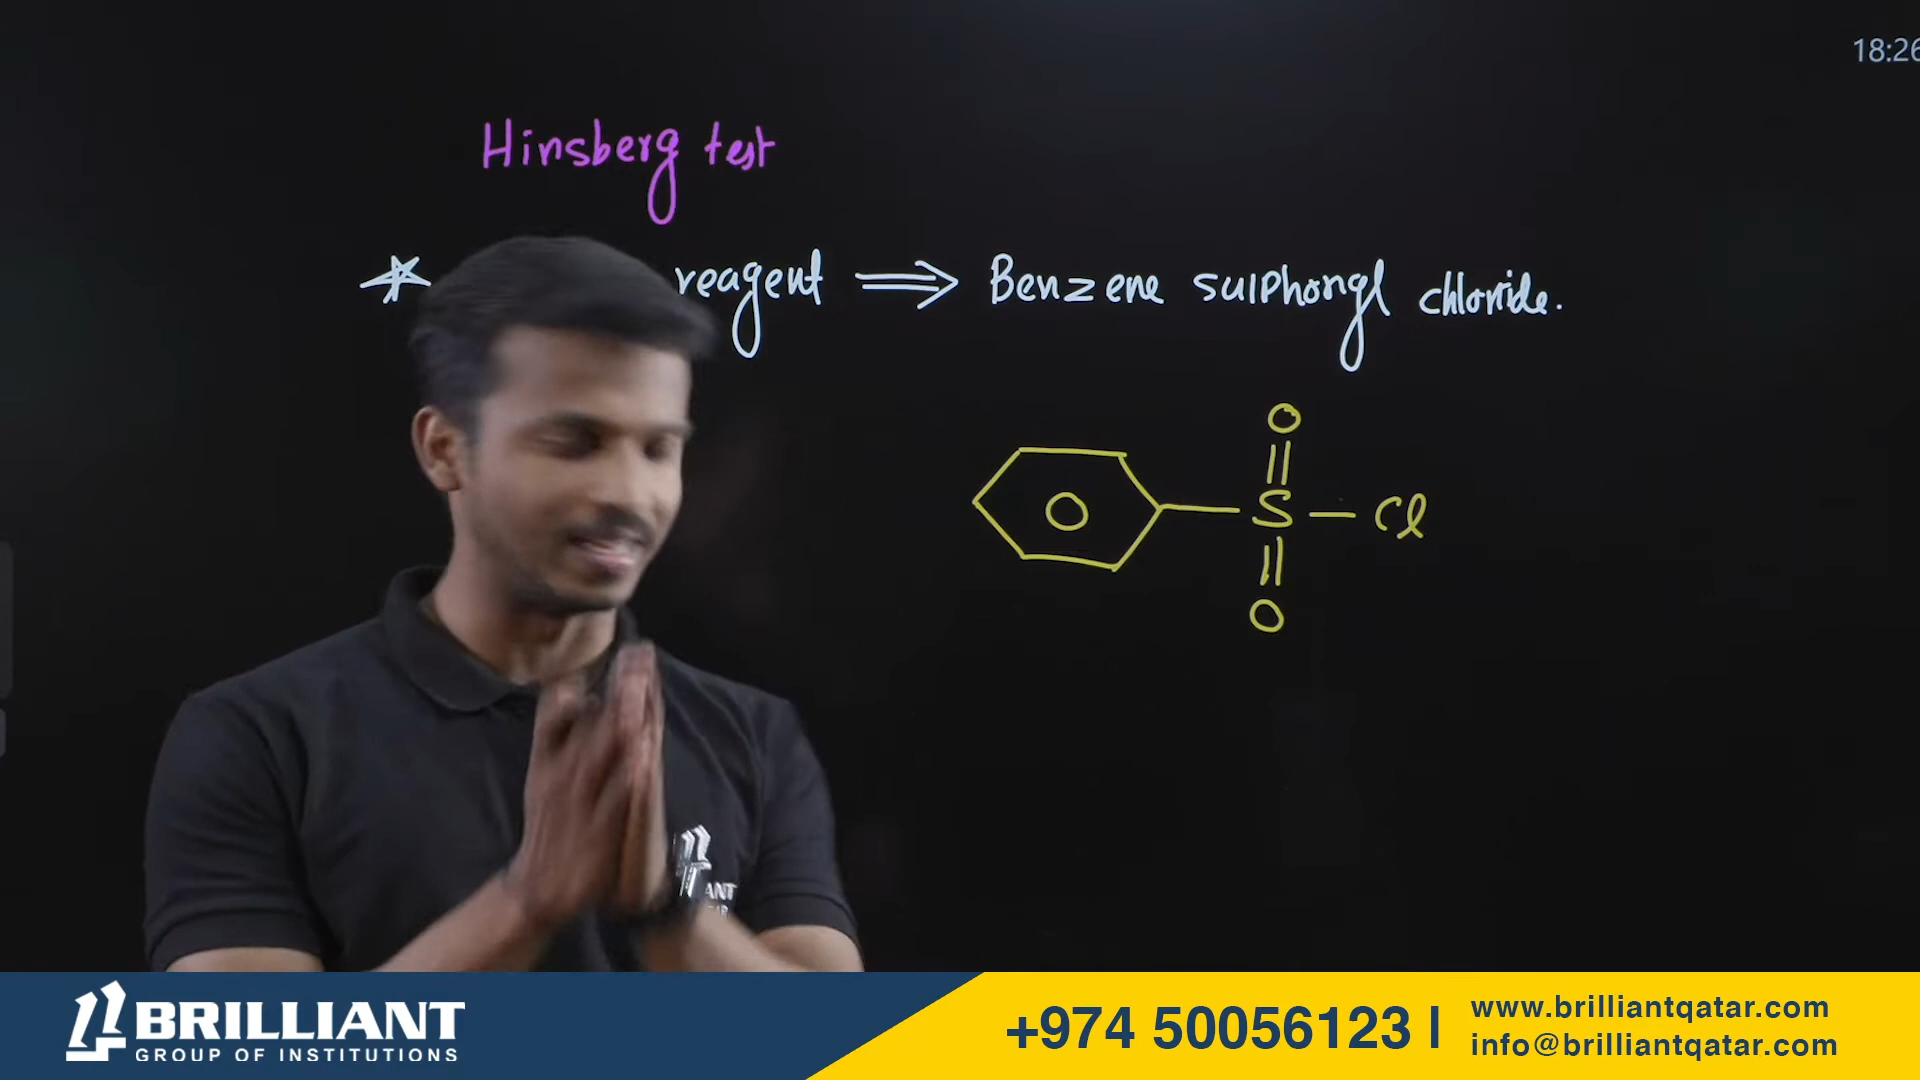 18:26
Hinsberg test
reagent ⟹ Benzene sulphonyl chloride.
O
S - Cl
O
ANT
BRILLIANT
GROUP OF INSTITUTIONS
+974 50056123 |
www.brilliantqatar.com
info@brilliantqatar.com